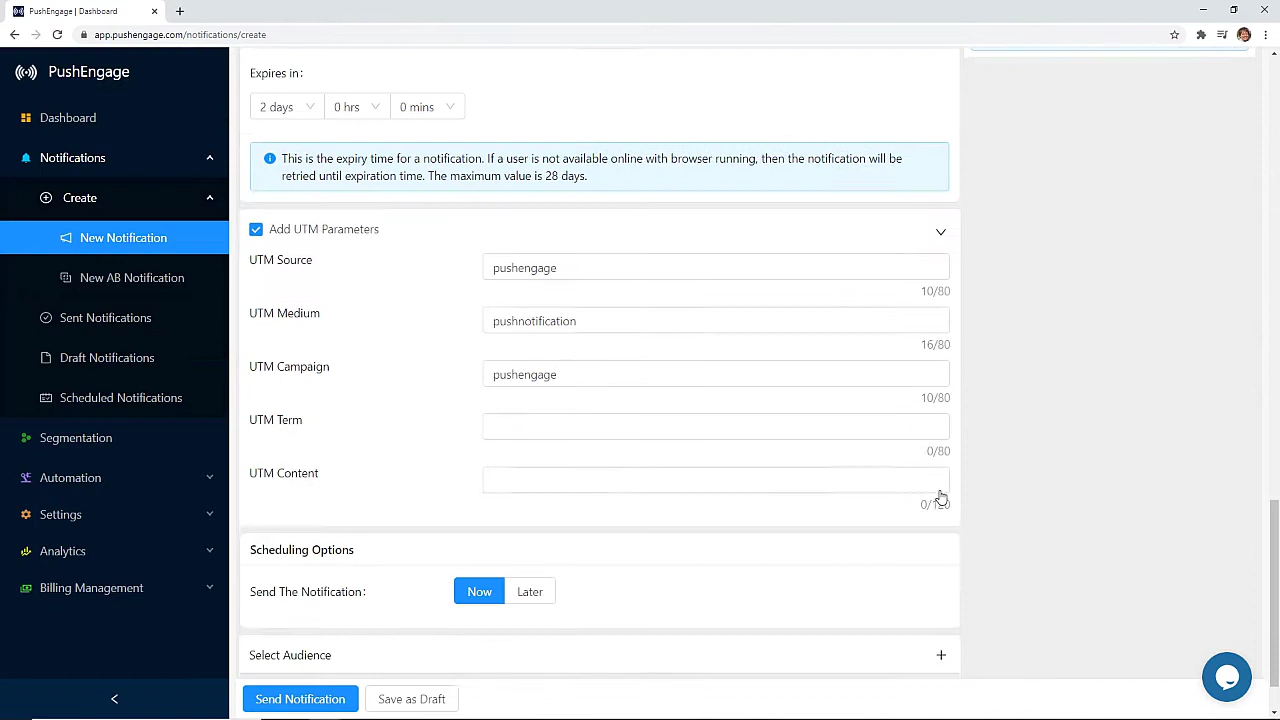 PushEngage | Dashboard
app.pushengage.com/notifications/create
PushEngage
Dashboard
Notifications
Create
New Notification
New AB Notification
Sent Notifications
Draft Notifications
Scheduled Notifications
Segmentation
Automation
Settings
Analytics
Billing Management
Expires in:
2 days 0 hrs 0 mins
This is the expiry time for a notification. If a user is not available online with browser running, then the notification will be
retried until expiration time. The maximum value is 28 days.
Add UTM Parameters
UTM Source
pushengage
10/80
UTM Medium
pushnotification
16/80
UTM Campaign
pushengage
10/80
UTM Term
0/80
UTM Content
Scheduling Options
Send The Notification: Now Later
Select Audience
Send Notification Save as Draft